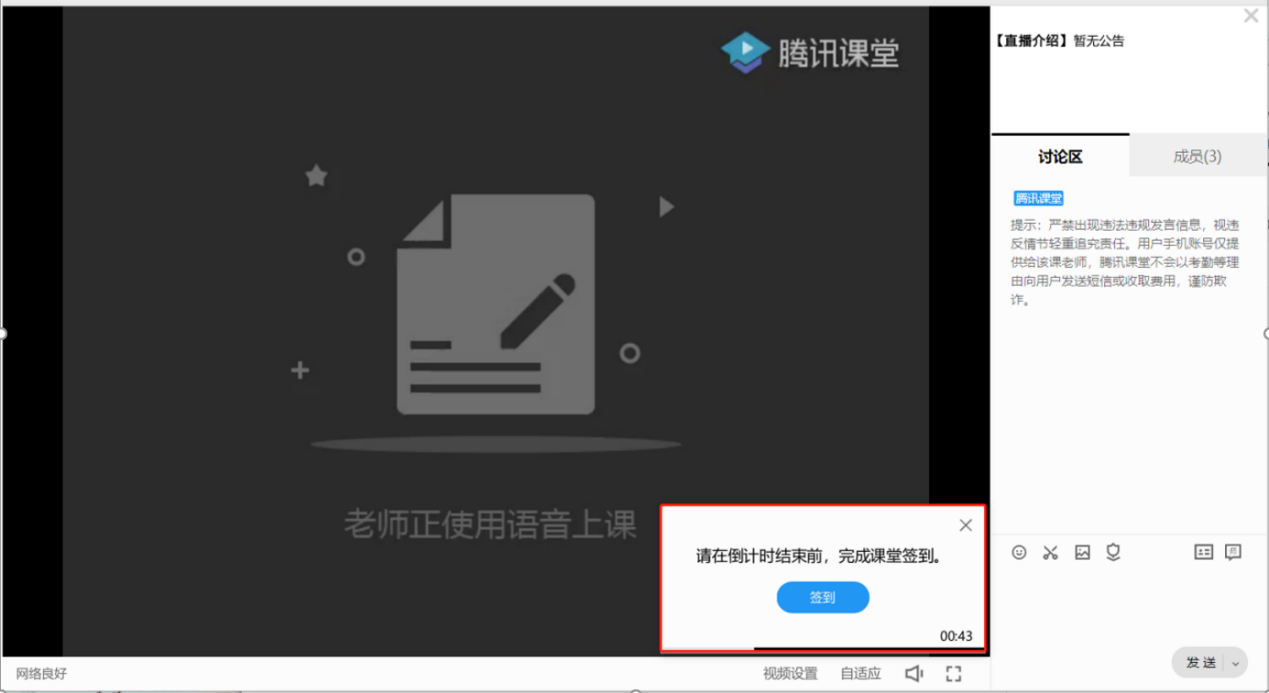 腾讯课堂
【直播介绍】暂无公告
讨论区
成员(3)
腾讯课堂
提示：严禁出现违法违规发言信息，视违
反情节轻重追究责任。用户手机账号仅提
供给该课老师，腾讯课堂不会以考勤等理
由向用户发送短信或收取费用，谨防欺
诈。
老师正使用语音上课
请在倒计时结束前，完成课堂签到。
签到
00:43
网络良好
视频设置
自适应
发送